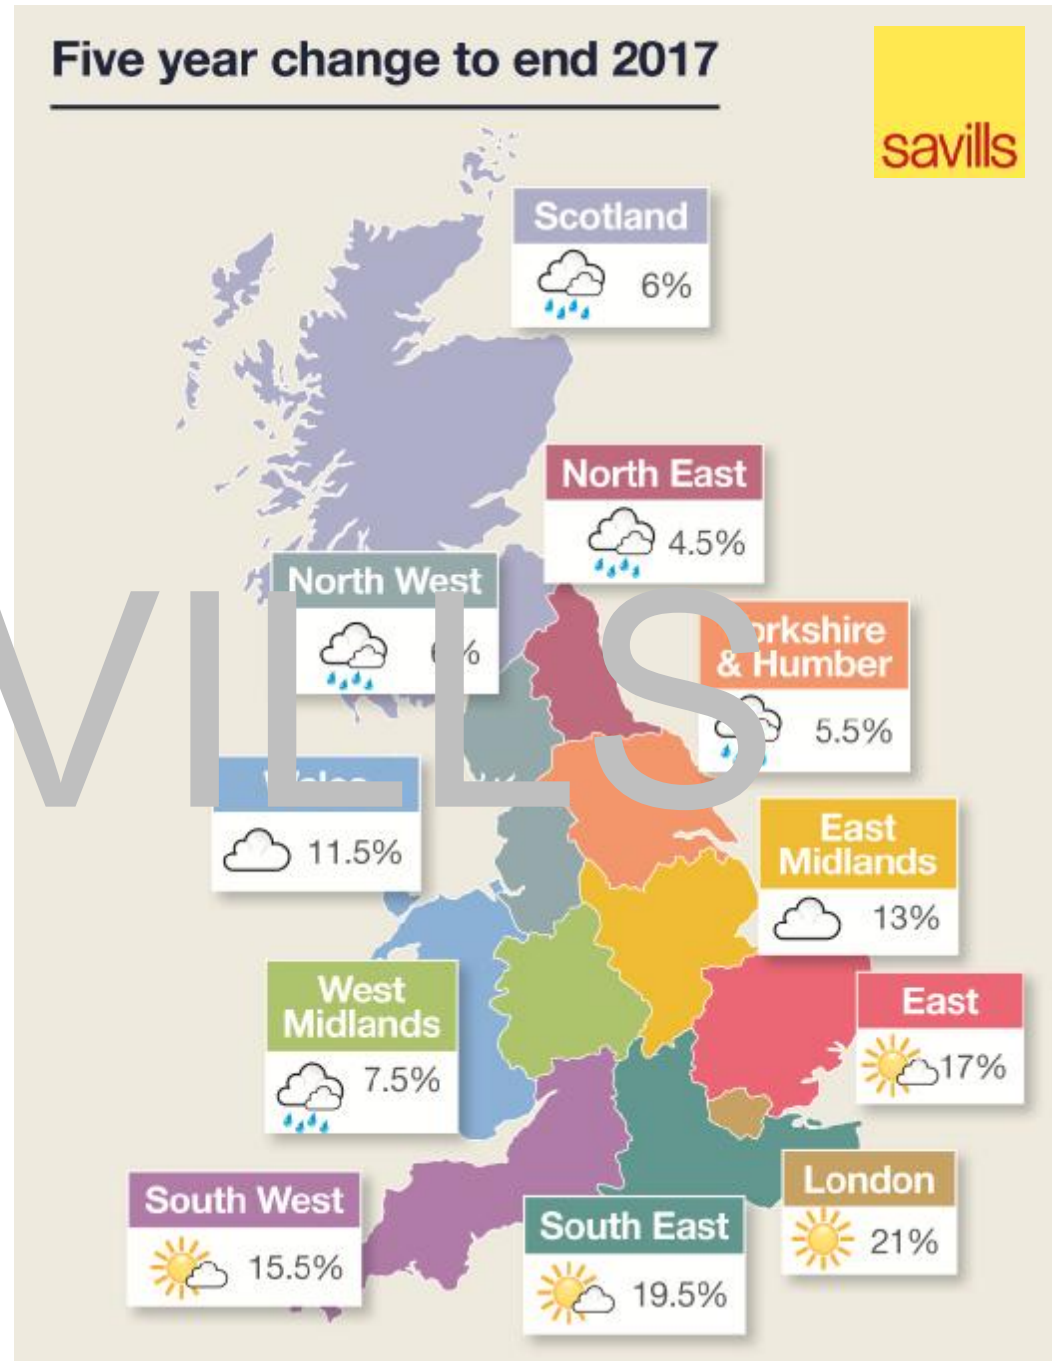 Five year change to end 2017
savills
Scotland
6%
North East
4.5%
North West
VILLS
& Humber
5.5%
Wales
11.5%
East
Midlands
13%
West
Midlands
7.5%
East
17%
South West
15.5%
South East
19.5%
London
21%